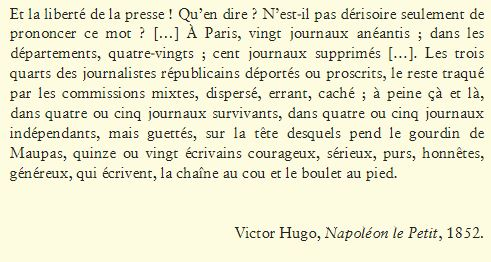 Et la liberté de la presse ! Qu'en dire ? N'est-il pas dérisoire seulement de
prononcer ce mot ? […] À Paris, vingt journaux anéantis ; dans les
départements, quatre-vingts ; cent journaux supprimés […]. Les trois
quarts des journalistes républicains déportés ou proscrits, le reste traqué
par les commissions mixtes, dispersé, errant, caché ; à peine çà et là,
dans quatre ou cinq journaux survivants, dans quatre ou cinq journaux
indépendants, mais guettés, sur la tête desquels pend le gourdin de
Maupas, quinze ou vingt écrivains courageux, sérieux, purs, honnêtes,
généreux, qui écrivent, la chaîne au cou et le boulet au pied.
Victor Hugo, Napoléon le Petit, 1852.